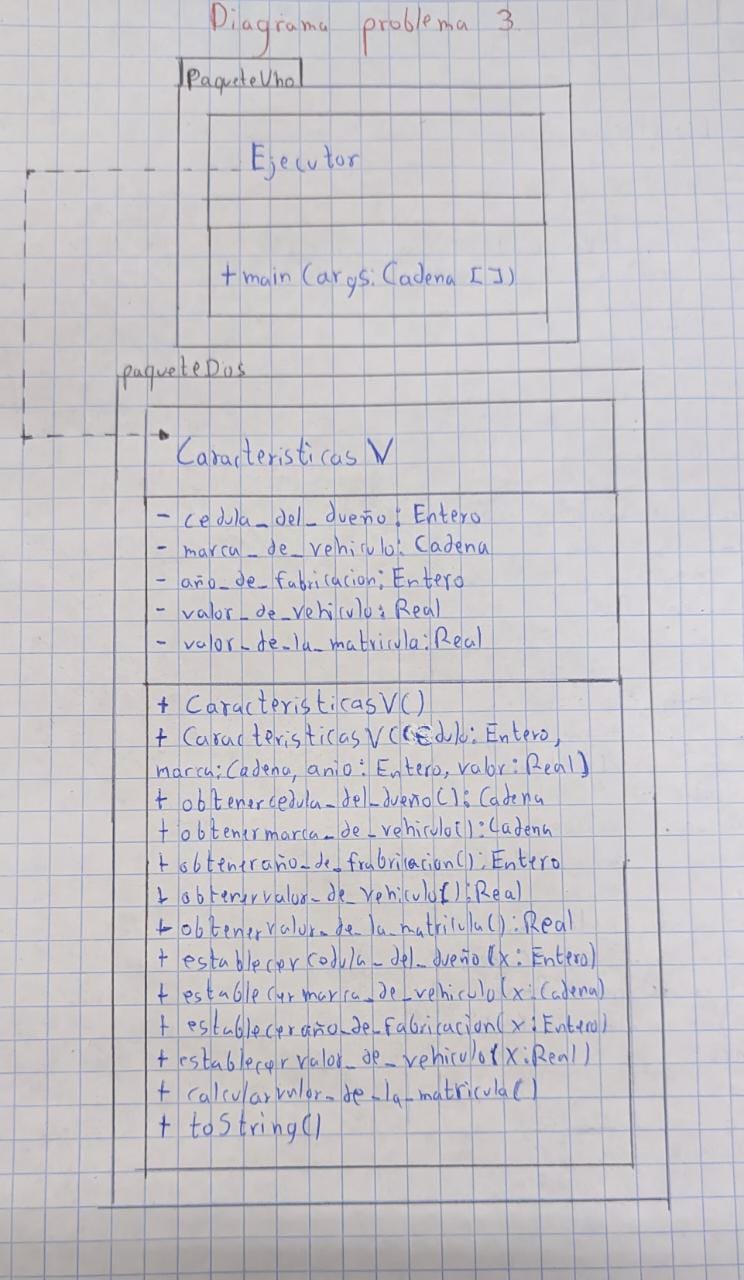 Diagrama problema 3
PaqueteUno
Ejecutor
+ main (args: Cadena [])
paqueteDos
Caracteristicas V
- cedula_del_dueño: Entero
- marca_de_vehiculo: Cadena
- año_de_fabricacion: Entero
- valor_de_vehiculo: Real
- valor_de_la_matricula: Real
+ CaracteristicasV()
+ CaracteristicasV(cedula: Entero,
marca: Cadena, anio: Entero, valor: Real)
+ obtenercedula_del_dueño(): Cadena
+ obtenermarca_de_vehiculo(): Cadena
+ obteneraño_de_frabricacion(): Entero
+ obtenervalor_de_vehiculo(): Real
+ obtenervalor_de_la_matricula(): Real
+ establecercedula_del_dueño(x: Entero)
+ establecermarca_de_vehiculo(x: Cadena)
+ estableceraño_de_fabricacion(x: Entero)
+ establecervalor_de_vehiculo(x: Real)
+ calcularvalor_de_la_matricula()
+ toString()